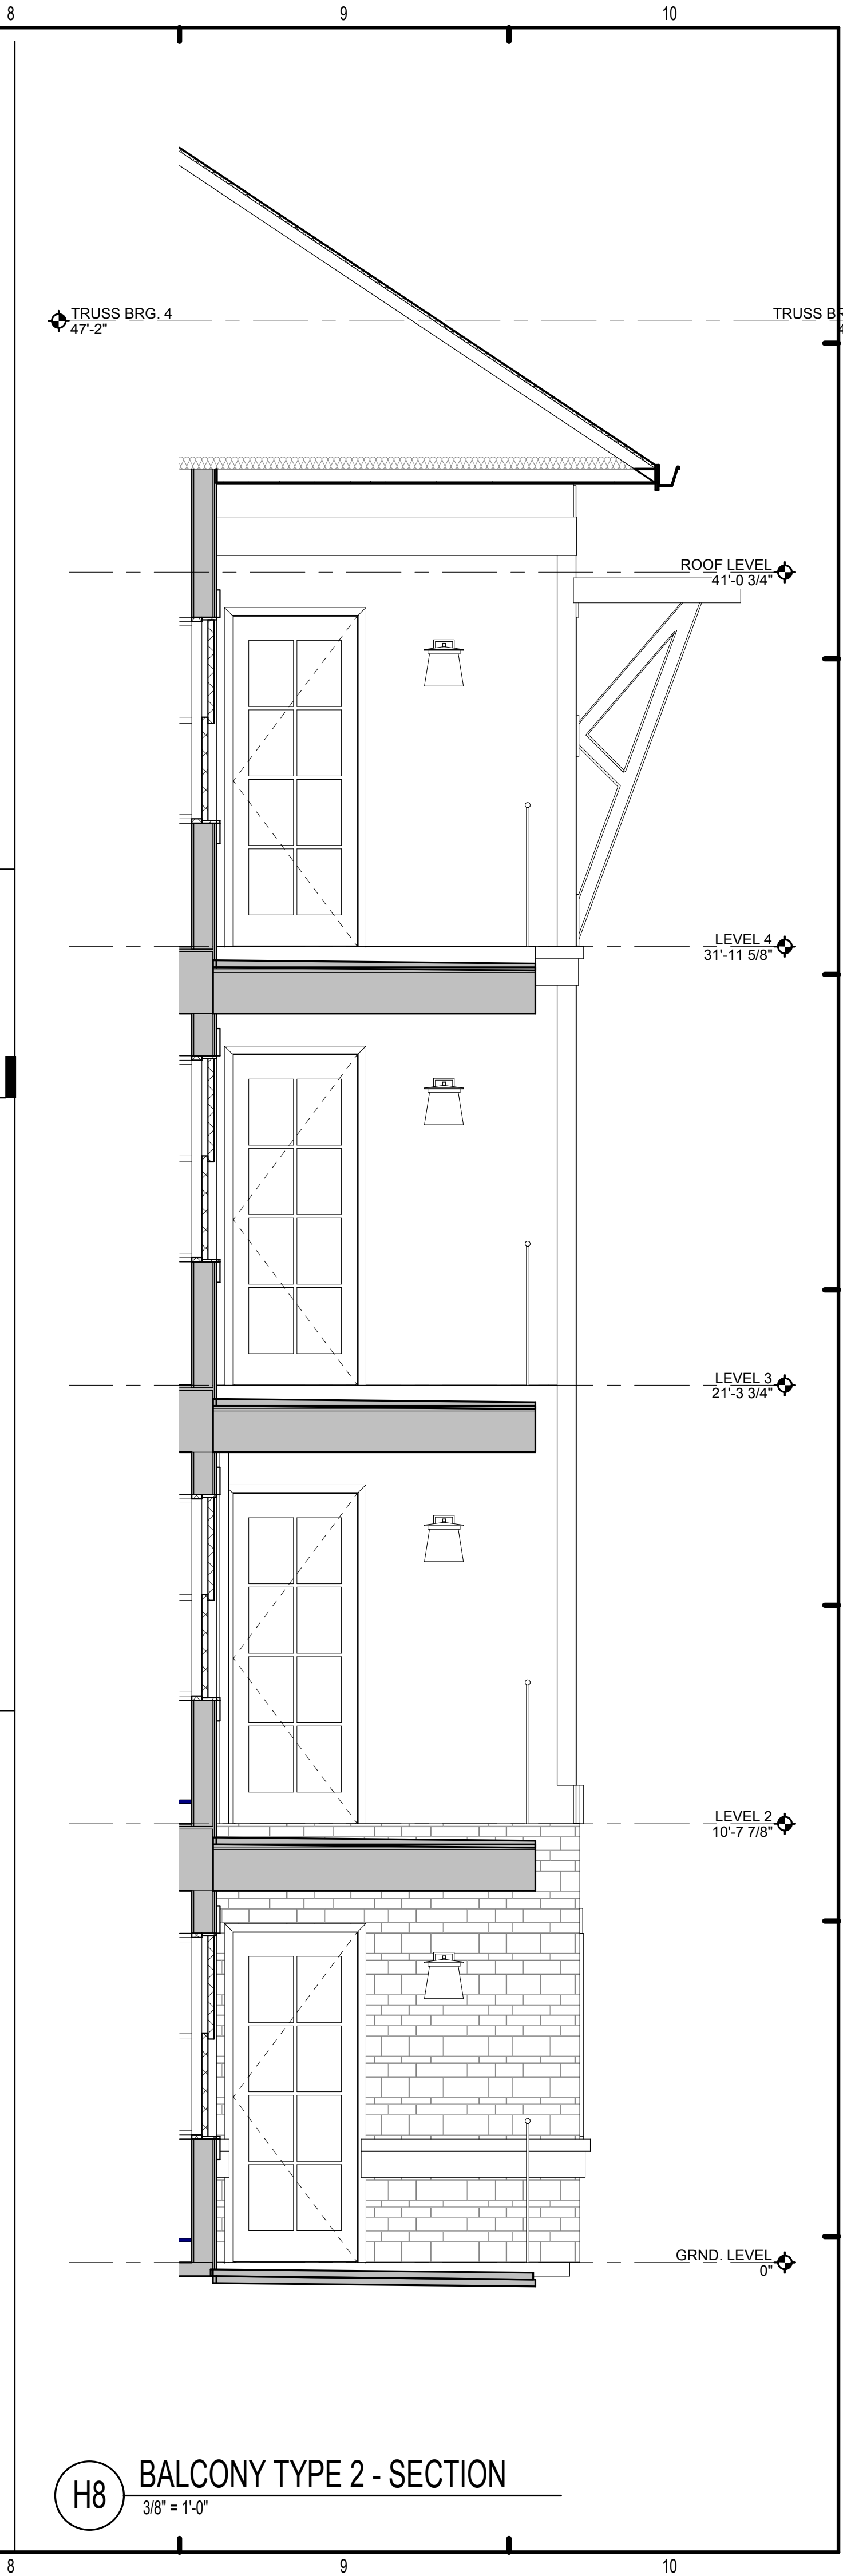 8
9
10
TRUSS BRG. 4
47'-2"
TRUSS BR
ROOF LEVEL
41'-0 3/4"
LEVEL 4
31'-11 5/8"
LEVEL 3
21'-3 3/4"
LEVEL 2
10'-7 7/8"
GRND. LEVEL
0"
H8
BALCONY TYPE 2 - SECTION
3/8" = 1'-0"
8
9
10